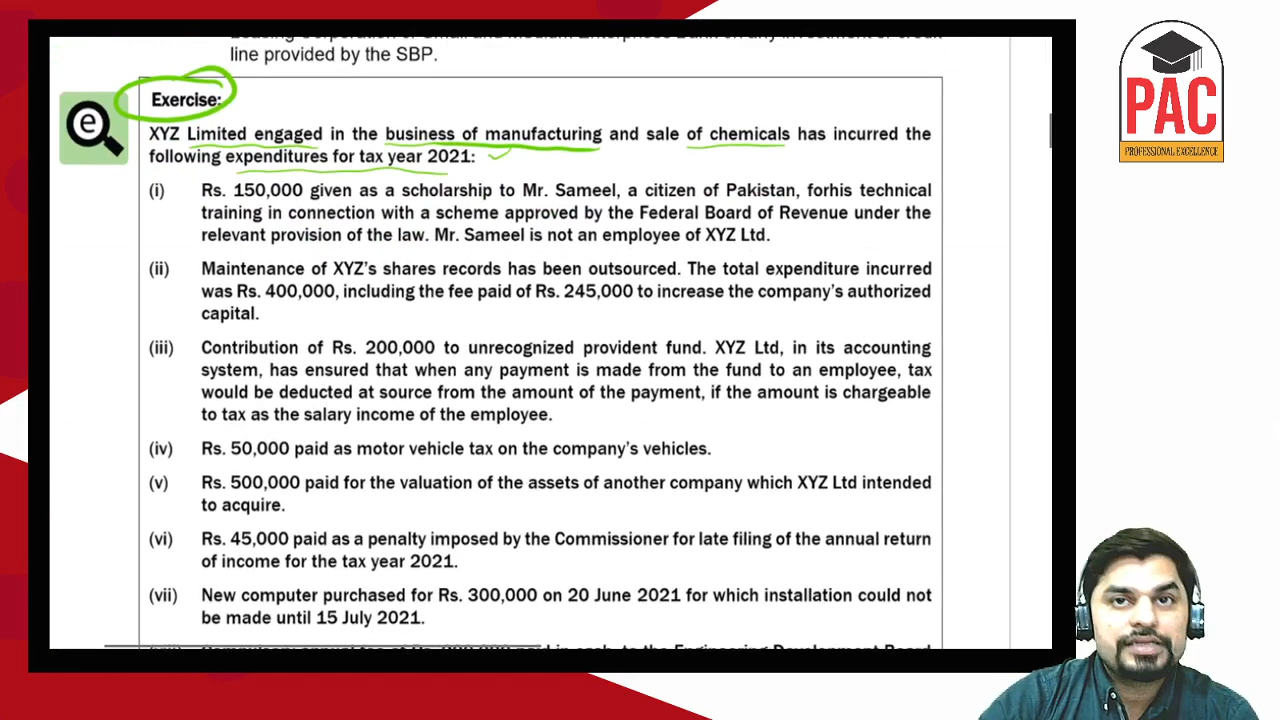 line provided by the SBP.
Exercise:
XYZ Limited engaged in the business of manufacturing and sale of chemicals has incurred the
following expenditures for tax year 2021:
(i) Rs. 150,000 given as a scholarship to Mr. Sameel, a citizen of Pakistan, forhis technical
training in connection with a scheme approved by the Federal Board of Revenue under the
relevant provision of the law. Mr. Sameel is not an employee of XYZ Ltd.
(ii) Maintenance of XYZ's shares records has been outsourced. The total expenditure incurred
was Rs. 400,000, including the fee paid of Rs. 245,000 to increase the company's authorized
capital.
(iii) Contribution of Rs. 200,000 to unrecognized provident fund. XYZ Ltd, in its accounting
system, has ensured that when any payment is made from the fund to an employee, tax
would be deducted at source from the amount of the payment, if the amount is chargeable
to tax as the salary income of the employee.
(iv) Rs. 50,000 paid as motor vehicle tax on the company's vehicles.
(v) Rs. 500,000 paid for the valuation of the assets of another company which XYZ Ltd intended
to acquire.
(vi) Rs. 45,000 paid as a penalty imposed by the Commissioner for late filing of the annual return
of income for the tax year 2021.
(vii) New computer purchased for Rs. 300,000 on 20 June 2021 for which installation could not
be made until 15 July 2021.
e
PAC
PROFESSIONAL EXCELLENCE